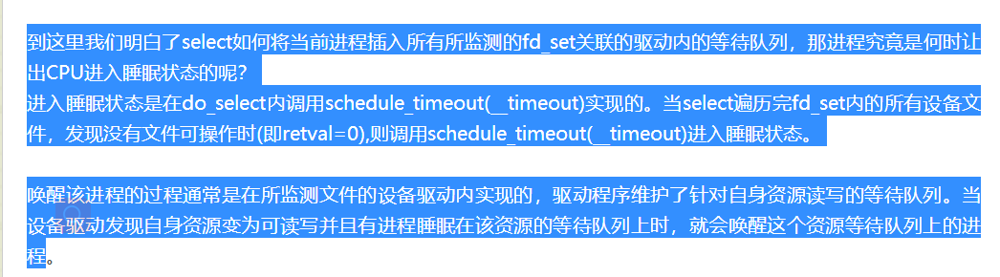 到这里我们明白了select如何将当前进程插入所有所监测的fd_set关联的驱动内的等待队列，那进程究竟是何时让
出CPU进入睡眠状态的呢？
进入睡眠状态是在do_select内调用schedule_timeout(__timeout)实现的。当select遍历完fd_set内的所有设备文
件，发现没有文件可操作时(即retval=0),则调用schedule_timeout(__timeout)进入睡眠状态。
唤醒该进程的过程通常是在所监测文件的设备驱动内实现的，驱动程序维护了针对自身资源读写的等待队列。当
设备驱动发现自身资源变为可读写并且有进程睡眠在该资源的等待队列上时，就会唤醒这个资源等待队列上的进
程。